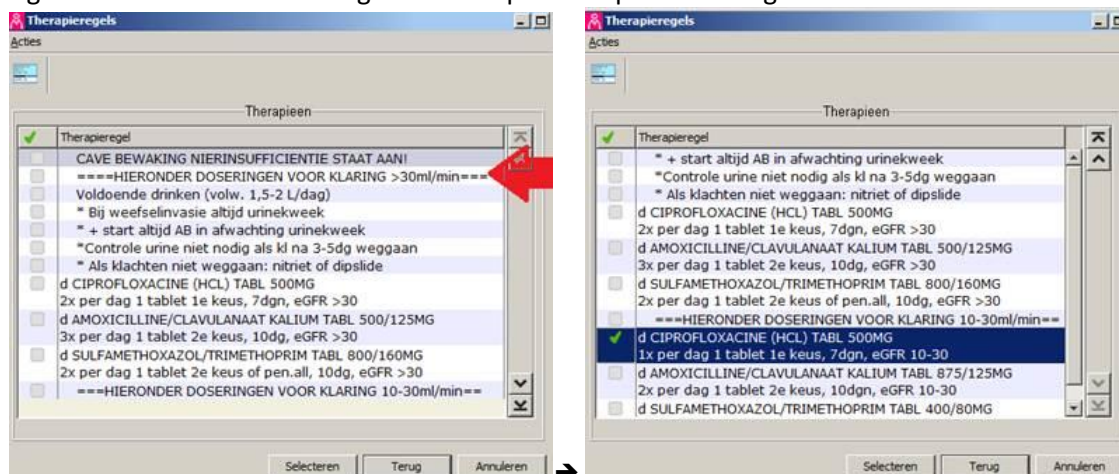 Therapieregels
Acties
Therapieen
Therapieregel
CAVE BEWAKING NIERINSUFFICIENTIE STAAT AAN!
====HIERONDER DOSERINGEN VOOR KLARING >30ml/min===
Voldoende drinken (volw. 1,5-2 L/dag)
* Bij weefselinvasie altijd urinekweek
* + start altijd AB in afwachting urinekweek
*Controle urine niet nodig als kl na 3-5dg weggaan
* Als klachten niet weggaan: nitriet of dipslide
d CIPROFLOXACINE (HCL) TABL 500MG
2x per dag 1 tablet 1e keus, 7dgn, eGFR >30
d AMOXICILLINE/CLAVULANAAT KALIUM TABL 500/125MG
3x per dag 1 tablet 2e keus, 10dg, eGFR >30
d SULFAMETHOXAZOL/TRIMETHOPRIM TABL 800/160MG
2x per dag 1 tablet 2e keus of pen.all, 10dg, eGFR >30
===HIERONDER DOSERINGEN VOOR KLARING 10-30ml/min==
Selecteren Terug Annuleren
➔
Therapieregels
Acties
Therapieen
Therapieregel
* + start altijd AB in afwachting urinekweek
*Controle urine niet nodig als kl na 3-5dg weggaan
* Als klachten niet weggaan: nitriet of dipslide
d CIPROFLOXACINE (HCL) TABL 500MG
2x per dag 1 tablet 1e keus, 7dgn, eGFR >30
d AMOXICILLINE/CLAVULANAAT KALIUM TABL 500/125MG
3x per dag 1 tablet 2e keus, 10dg, eGFR >30
d SULFAMETHOXAZOL/TRIMETHOPRIM TABL 800/160MG
2x per dag 1 tablet 2e keus of pen.all, 10dg, eGFR >30
===HIERONDER DOSERINGEN VOOR KLARING 10-30ml/min==
d CIPROFLOXACINE (HCL) TABL 500MG
1x per dag 1 tablet 1e keus, 7dgn, eGFR 10-30
d AMOXICILLINE/CLAVULANAAT KALIUM TABL 875/125MG
2x per dag 1 tablet 2e keus, 10dgn, eGFR 10-30
d SULFAMETHOXAZOL/TRIMETHOPRIM TABL 400/80MG
Selecteren Terug Annuleren